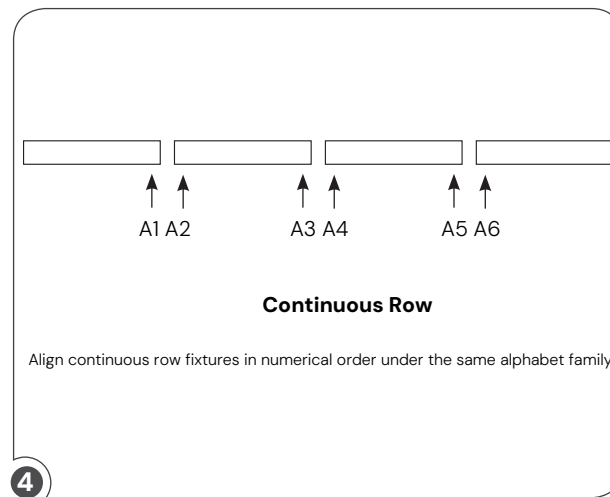 A1 A2 A3 A4 A5 A6
Continuous Row
Align continuous row fixtures in numerical order under the same alphabet family
4